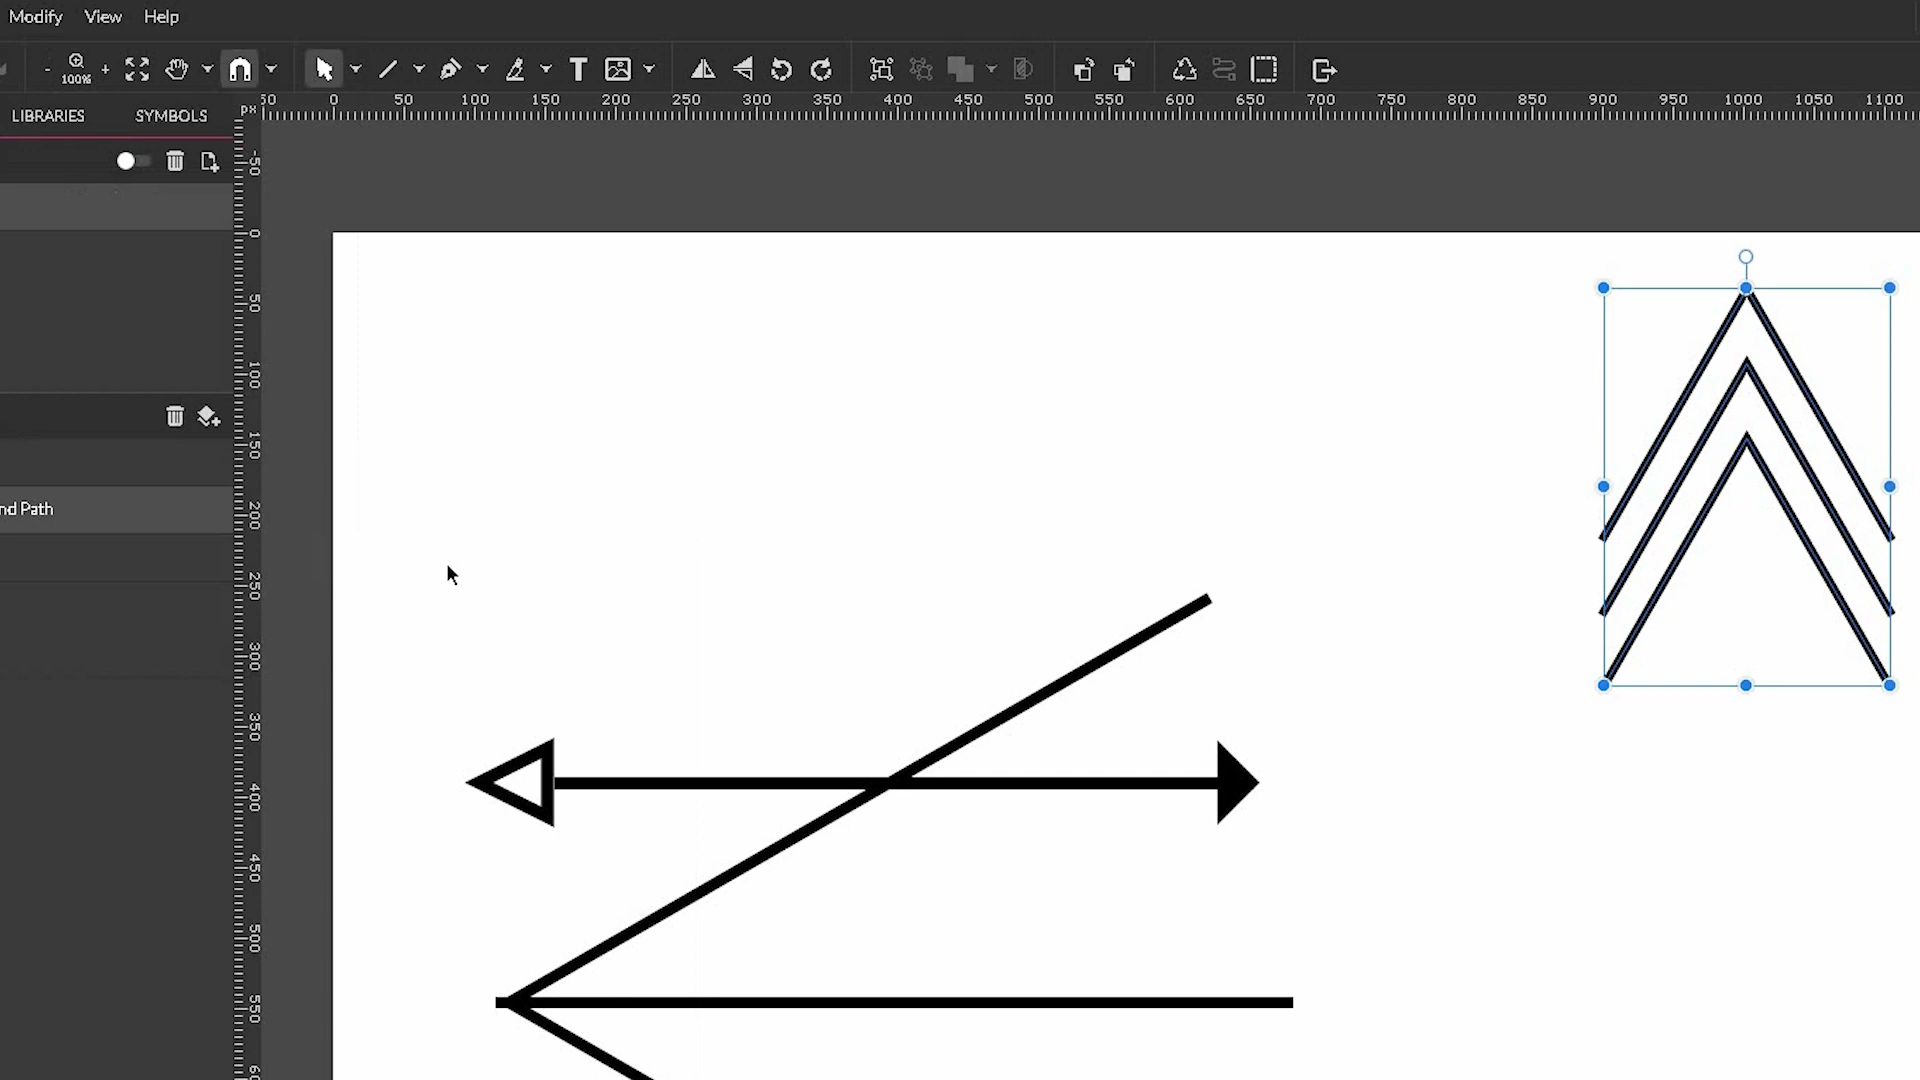 Modify View Help
- 100% + T
LIBRARIES SYMBOLS
PX 50 0 50 100 150 200 250 300 350 400 450 500 550 600 650 700 750 800 850 900 950 1000 1050 1100
-50
0
50
100
150
200
250
300
350
400
450
500
550
nd Path